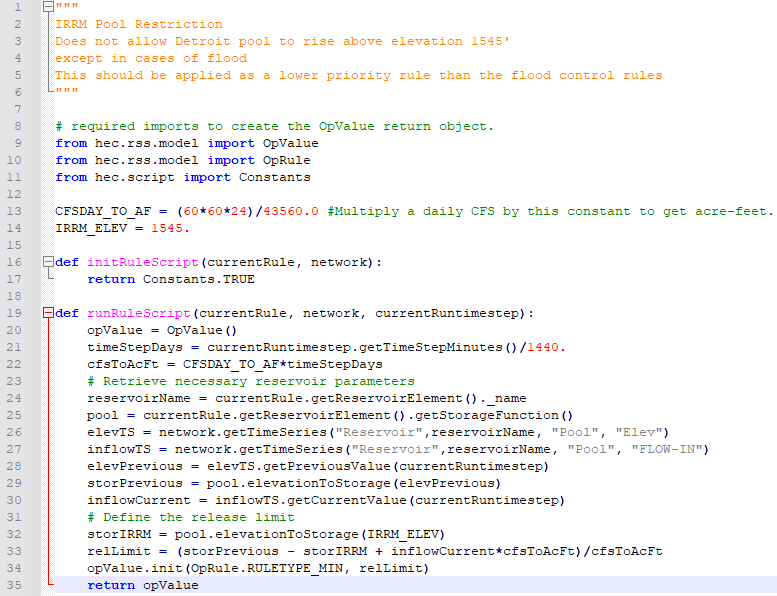 1 """
2 IRRM Pool Restriction
3 Does not allow Detroit pool to rise above elevation 1545'
4 except in cases of flood
5 This should be applied as a lower priority rule than the flood control rules
6 """
7
8 # required imports to create the OpValue return object.
9 from hec.rss.model import OpValue
10 from hec.rss.model import OpRule
11 from hec.script import Constants
12
13 CFSDAY_TO_AF = (60*60*24)/43560.0 #Multiply a daily CFS by this constant to get acre-feet.
14 IRRM_ELEV = 1545.
15
16 def initRuleScript(currentRule, network):
17     return Constants.TRUE
18
19 def runRuleScript(currentRule, network, currentRuntimestep):
20     opValue = OpValue()
21     timeStepDays = currentRuntimestep.getTimeStepMinutes()/1440.
22     cfsToAcFt = CFSDAY_TO_AF*timeStepDays
23     # Retrieve necessary reservoir parameters
24     reservoirName = currentRule.getReservoirElement()._name
25     pool = currentRule.getReservoirElement().getStorageFunction()
26     elevTS = network.getTimeSeries("Reservoir",reservoirName, "Pool", "Elev")
27     inflowTS = network.getTimeSeries("Reservoir",reservoirName, "Pool", "FLOW-IN")
28     elevPrevious = elevTS.getPreviousValue(currentRuntimestep)
29     storPrevious = pool.elevationToStorage(elevPrevious)
30     inflowCurrent = inflowTS.getCurrentValue(currentRuntimestep)
31     # Define the release limit
32     storIRRM = pool.elevationToStorage(IRRM_ELEV)
33     relLimit = (storPrevious - storIRRM + inflowCurrent*cfsToAcFt)/cfsToAcFt
34     opValue.init(OpRule.RULETYPE_MIN, relLimit)
35     return opValue